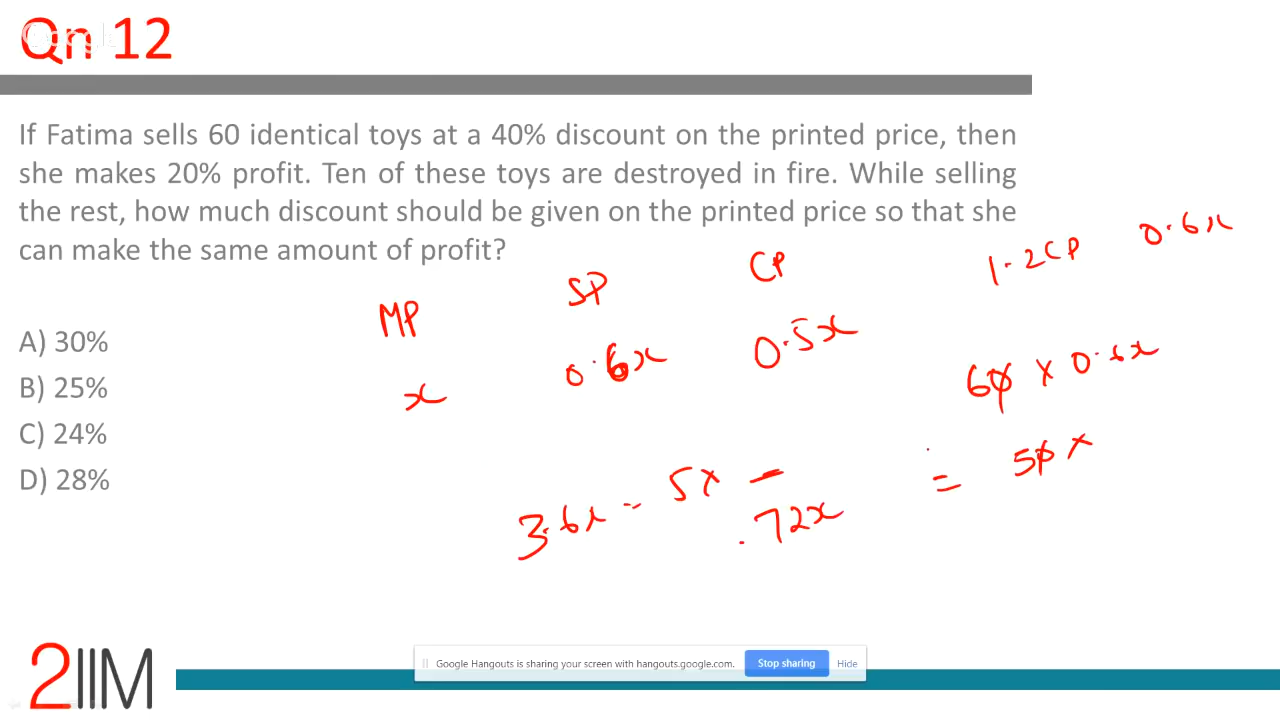 Qn 12
If Fatima sells 60 identical toys at a 40% discount on the printed price, then
she makes 20% profit. Ten of these toys are destroyed in fire. While selling
the rest, how much discount should be given on the printed price so that she
can make the same amount of profit?
A) 30%
B) 25%
C) 24%
D) 28%
MP SP CP 1.2CP 0.6x
x 0.6x 0.5x 60 × 0.6x
= 50 ×
3.6x = 5 ×
.72x
2IIM
Google Hangouts is sharing your screen with hangouts.google.com. Stop sharing Hide